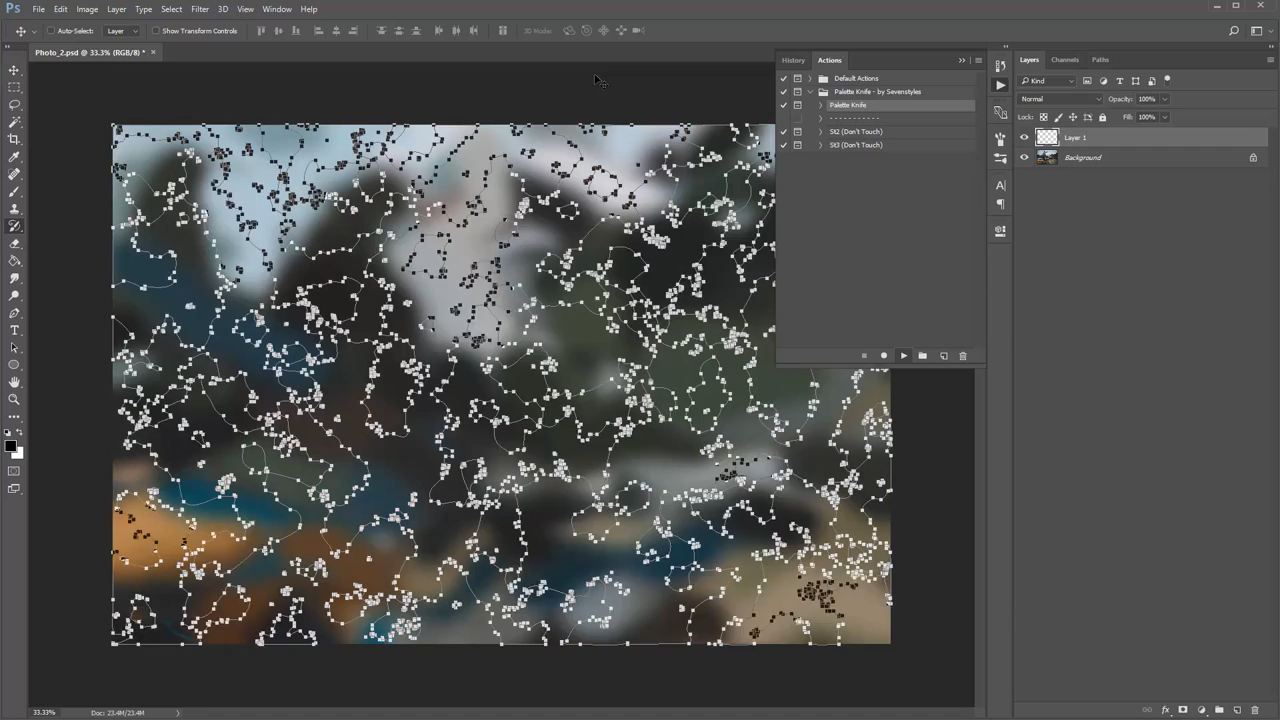 Ps File Edit Image Layer Type Select Filter 3D View Window Help
Auto-Select: Layer Show Transform Controls 3D Mode:
Photo_2.psd @ 33.3% (RGB/8) * ×
History Actions
Default Actions
Palette Knife - by Sevenstyles
Palette Knife
-----------
St2 (Don't Touch)
St3 (Don't Touch)
Layers Channels Paths
Kind
Normal Opacity: 100%
Lock: Fill: 100%
Layer 1
Background
33.33% Doc: 23.4M/23.4M